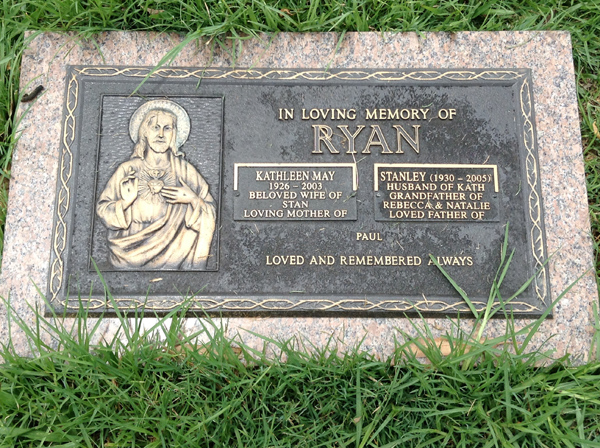 IN LOVING MEMORY OF
RYAN
KATHLEEN MAY
1926 - 2003
BELOVED WIFE OF
STAN
LOVING MOTHER OF
STANLEY (1930 - 2005)
HUSBAND OF KATH
GRANDFATHER OF
REBECCA & NATALIE
LOVED FATHER OF
PAUL
LOVED AND REMEMBERED ALWAYS